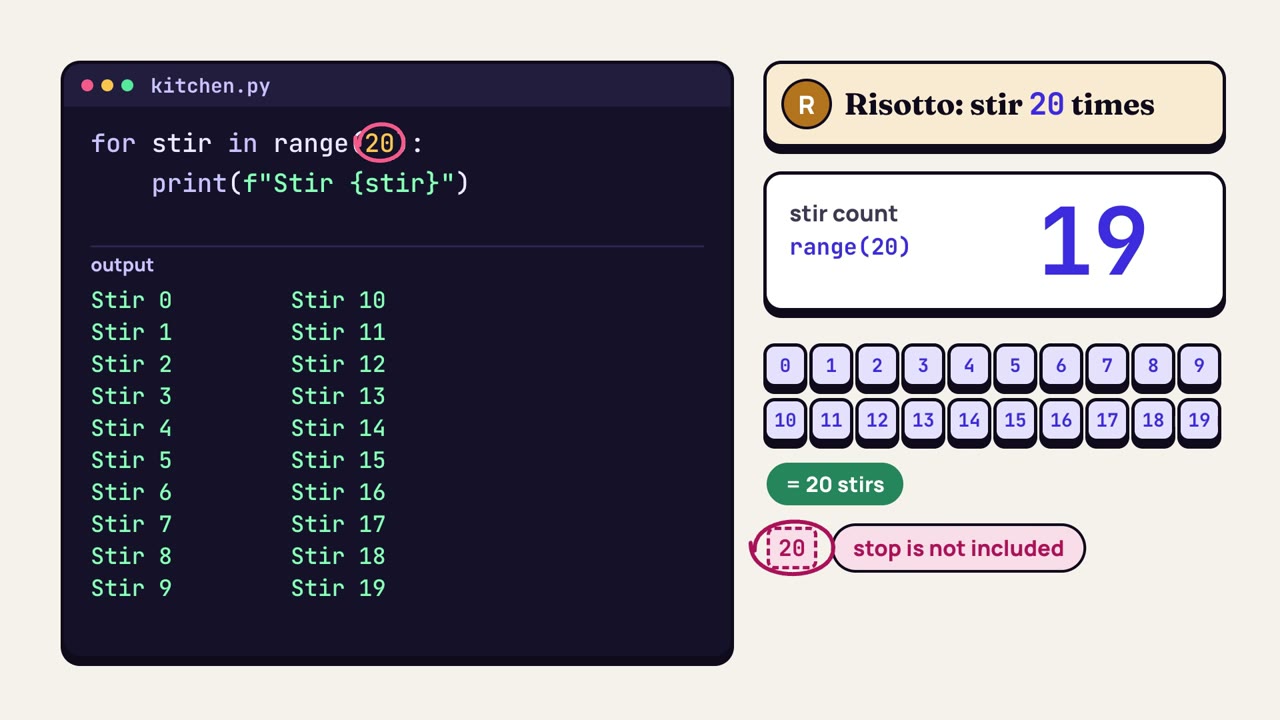 kitchen.py
for stir in range(20):
print(f"Stir {stir}")
output
Stir 0
Stir 1
Stir 2
Stir 3
Stir 4
Stir 5
Stir 6
Stir 7
Stir 8
Stir 9
Stir 10
Stir 11
Stir 12
Stir 13
Stir 14
Stir 15
Stir 16
Stir 17
Stir 18
Stir 19
R
Risotto: stir 20 times
stir count
range(20)
19
0 1 2 3 4 5 6 7 8 9
10 11 12 13 14 15 16 17 18 19
= 20 stirs
20 stop is not included